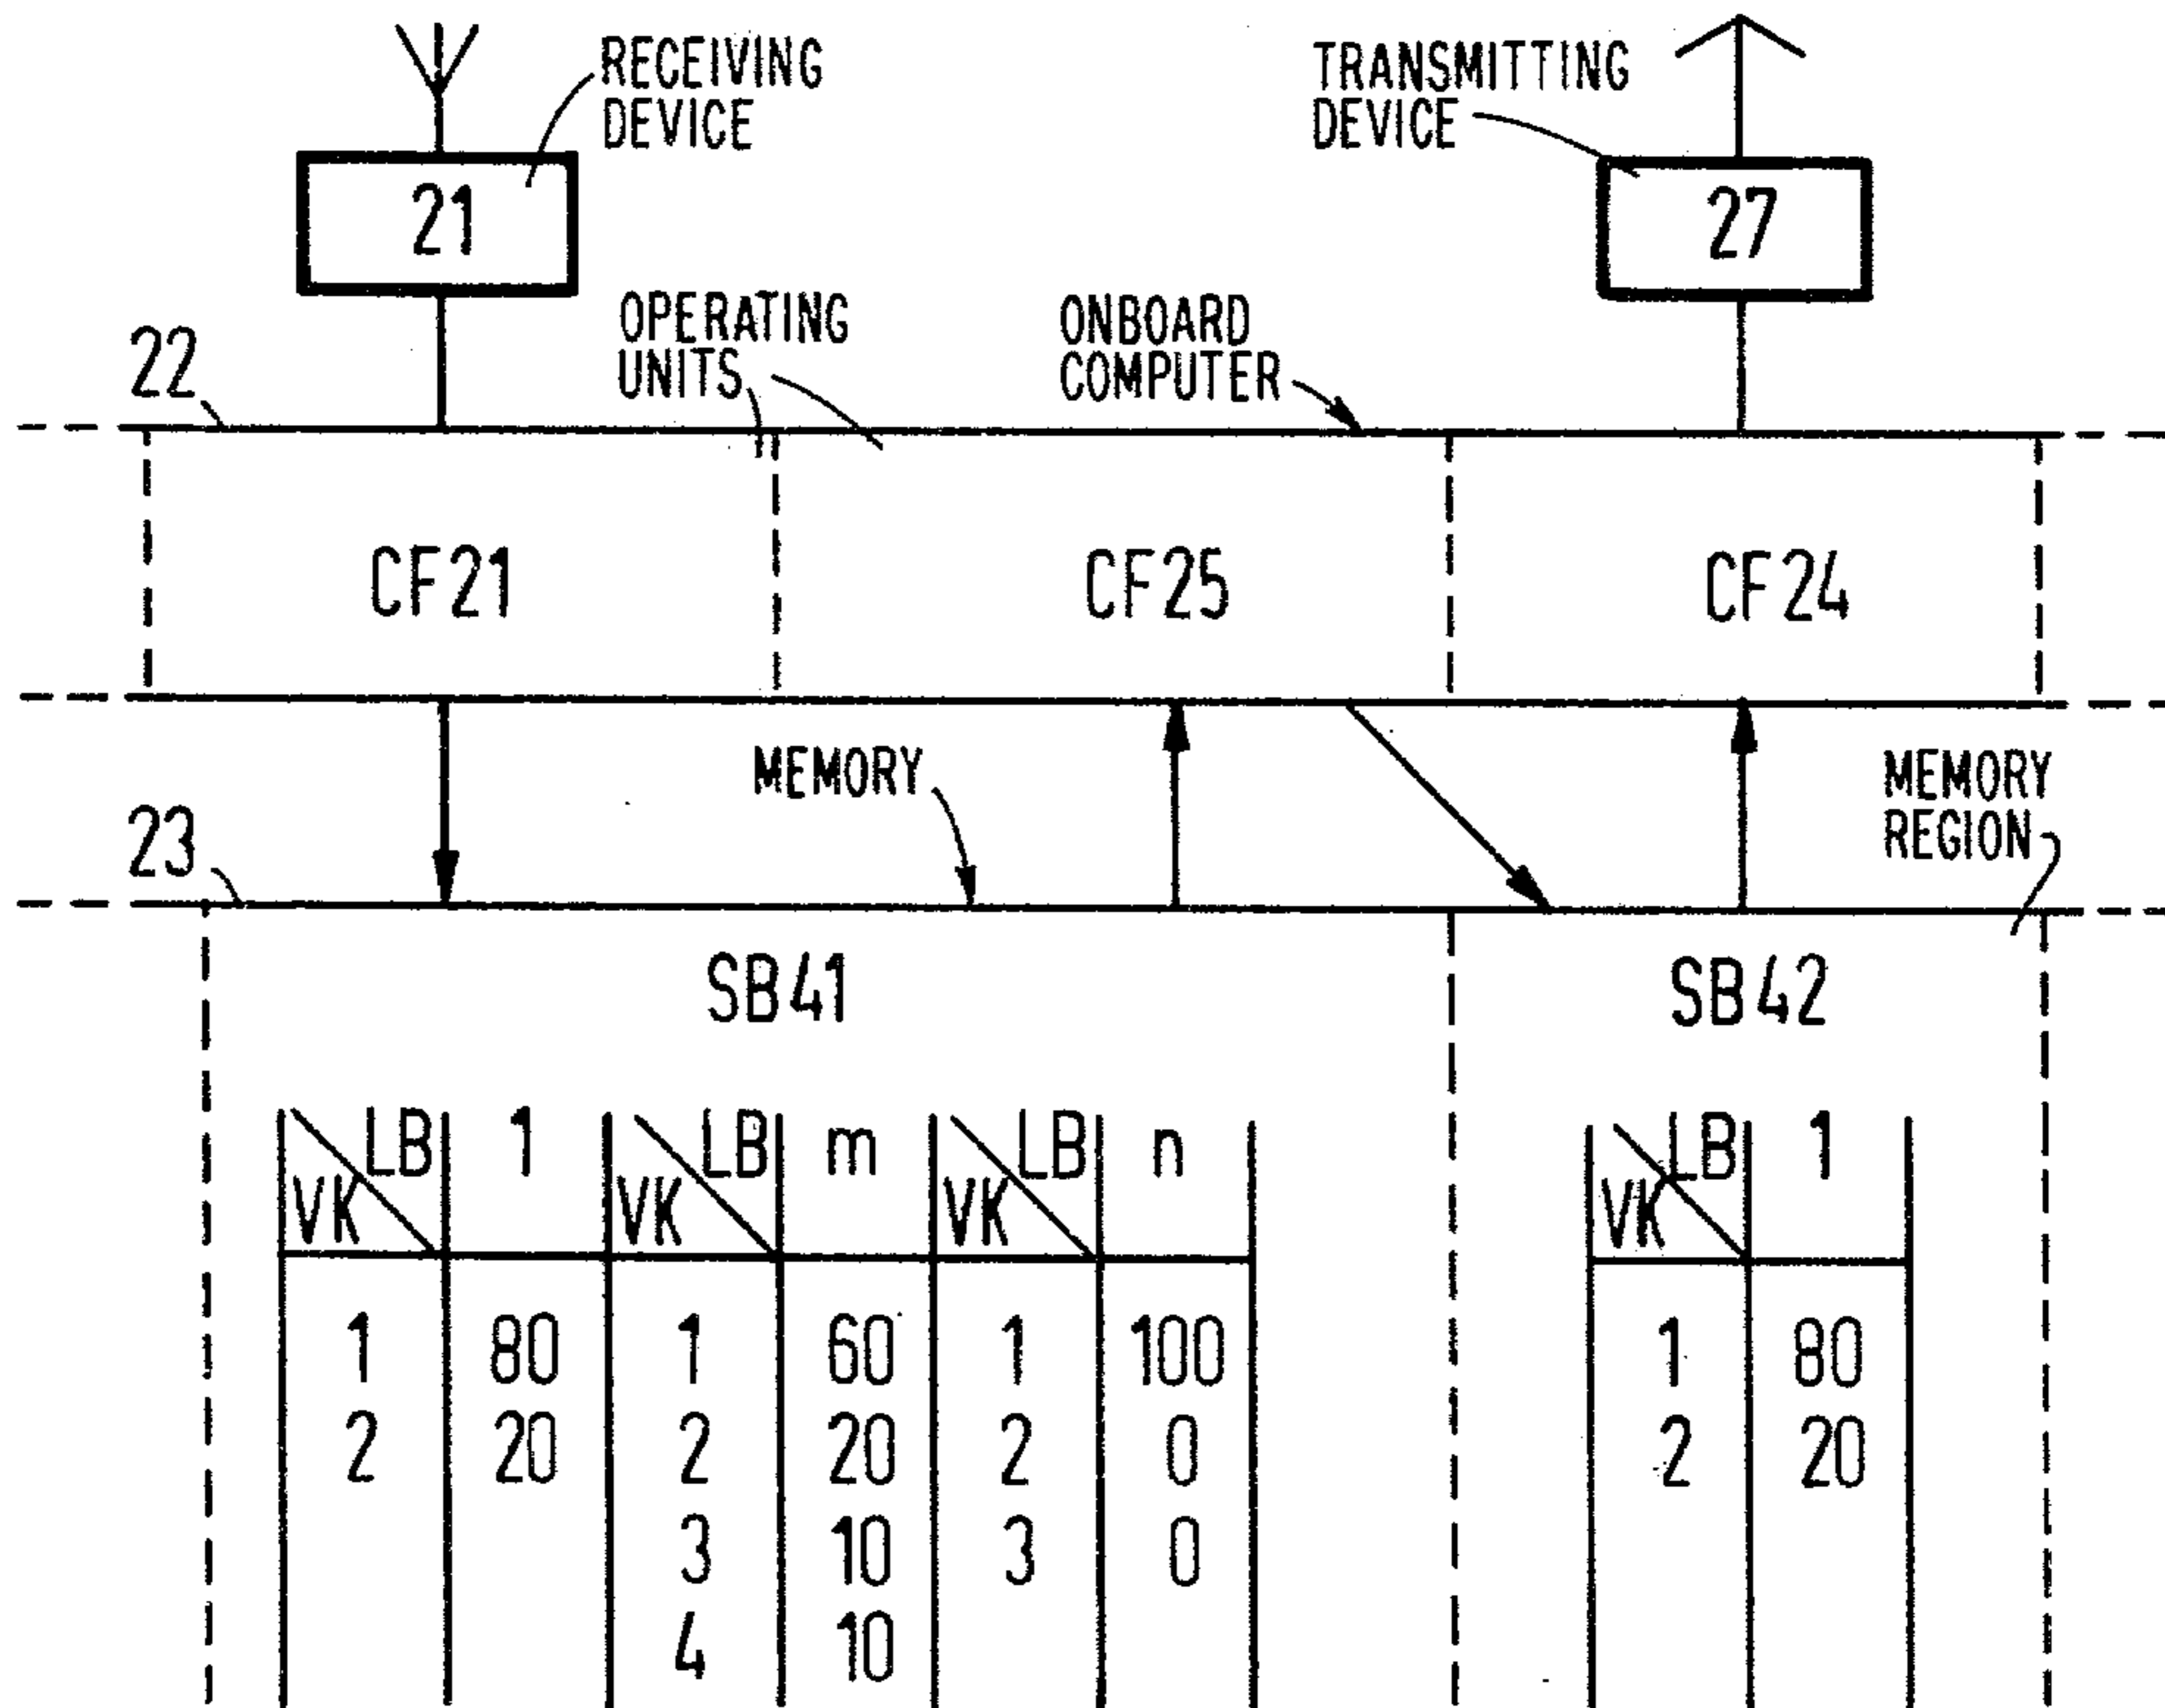 RECEIVING
DEVICE
TRANSMITTING
DEVICE
21
27
22
OPERATING
UNITS
ONBOARD
COMPUTER
CF21 CF25 CF24
23
MEMORY
MEMORY
REGION
SB41 SB42
LB 1 LB m LB n LB 1
VK VK VK VK
1 80 1 60 1 100 1 80
2 20 2 20 2 0 2 20
3 10 3 0
4 10